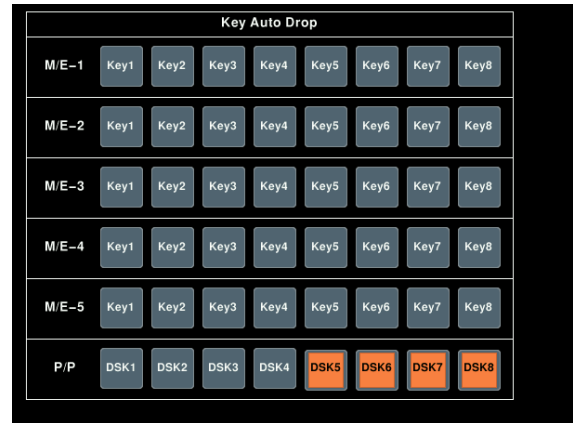 Key Auto Drop
M/E–1 Key1 Key2 Key3 Key4 Key5 Key6 Key7 Key8
M/E–2 Key1 Key2 Key3 Key4 Key5 Key6 Key7 Key8
M/E–3 Key1 Key2 Key3 Key4 Key5 Key6 Key7 Key8
M/E–4 Key1 Key2 Key3 Key4 Key5 Key6 Key7 Key8
M/E–5 Key1 Key2 Key3 Key4 Key5 Key6 Key7 Key8
P/P DSK1 DSK2 DSK3 DSK4 DSK5 DSK6 DSK7 DSK8